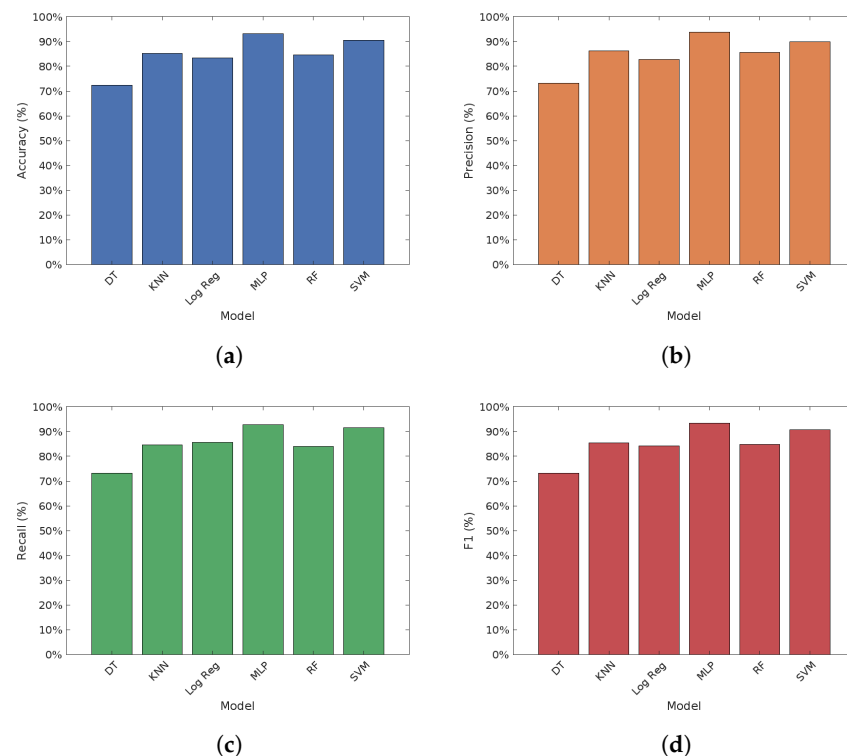 100%
90%
80%
70%
60%
50%
40%
30%
20%
10%
0%
Accuracy (%)
DT
KNN
Log Reg
MLP
RF
SVM
Model
(a)
100%
90%
80%
70%
60%
50%
40%
30%
20%
10%
0%
Precision (%)
DT
KNN
Log Reg
MLP
RF
SVM
Model
(b)
100%
90%
80%
70%
60%
50%
40%
30%
20%
10%
0%
Recall (%)
DT
KNN
Log Reg
MLP
RF
SVM
Model
(c)
100%
90%
80%
70%
60%
50%
40%
30%
20%
10%
0%
F1 (%)
DT
KNN
Log Reg
MLP
RF
SVM
Model
(d)